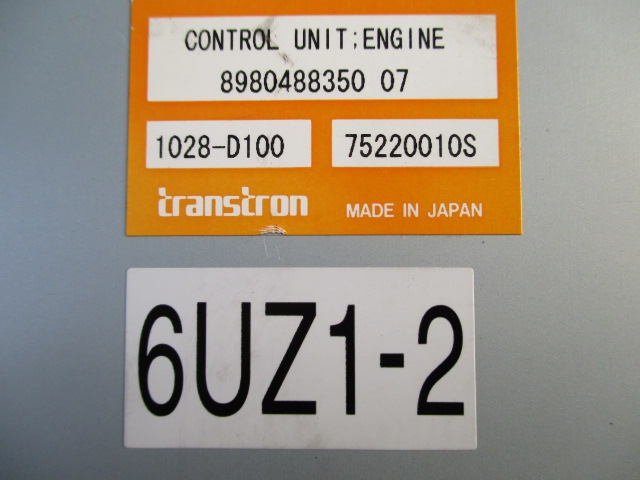 CONTROL UNIT;ENGINE
8980488350 07
1028-D100 75220010S
transtron MADE IN JAPAN
6UZ1-2